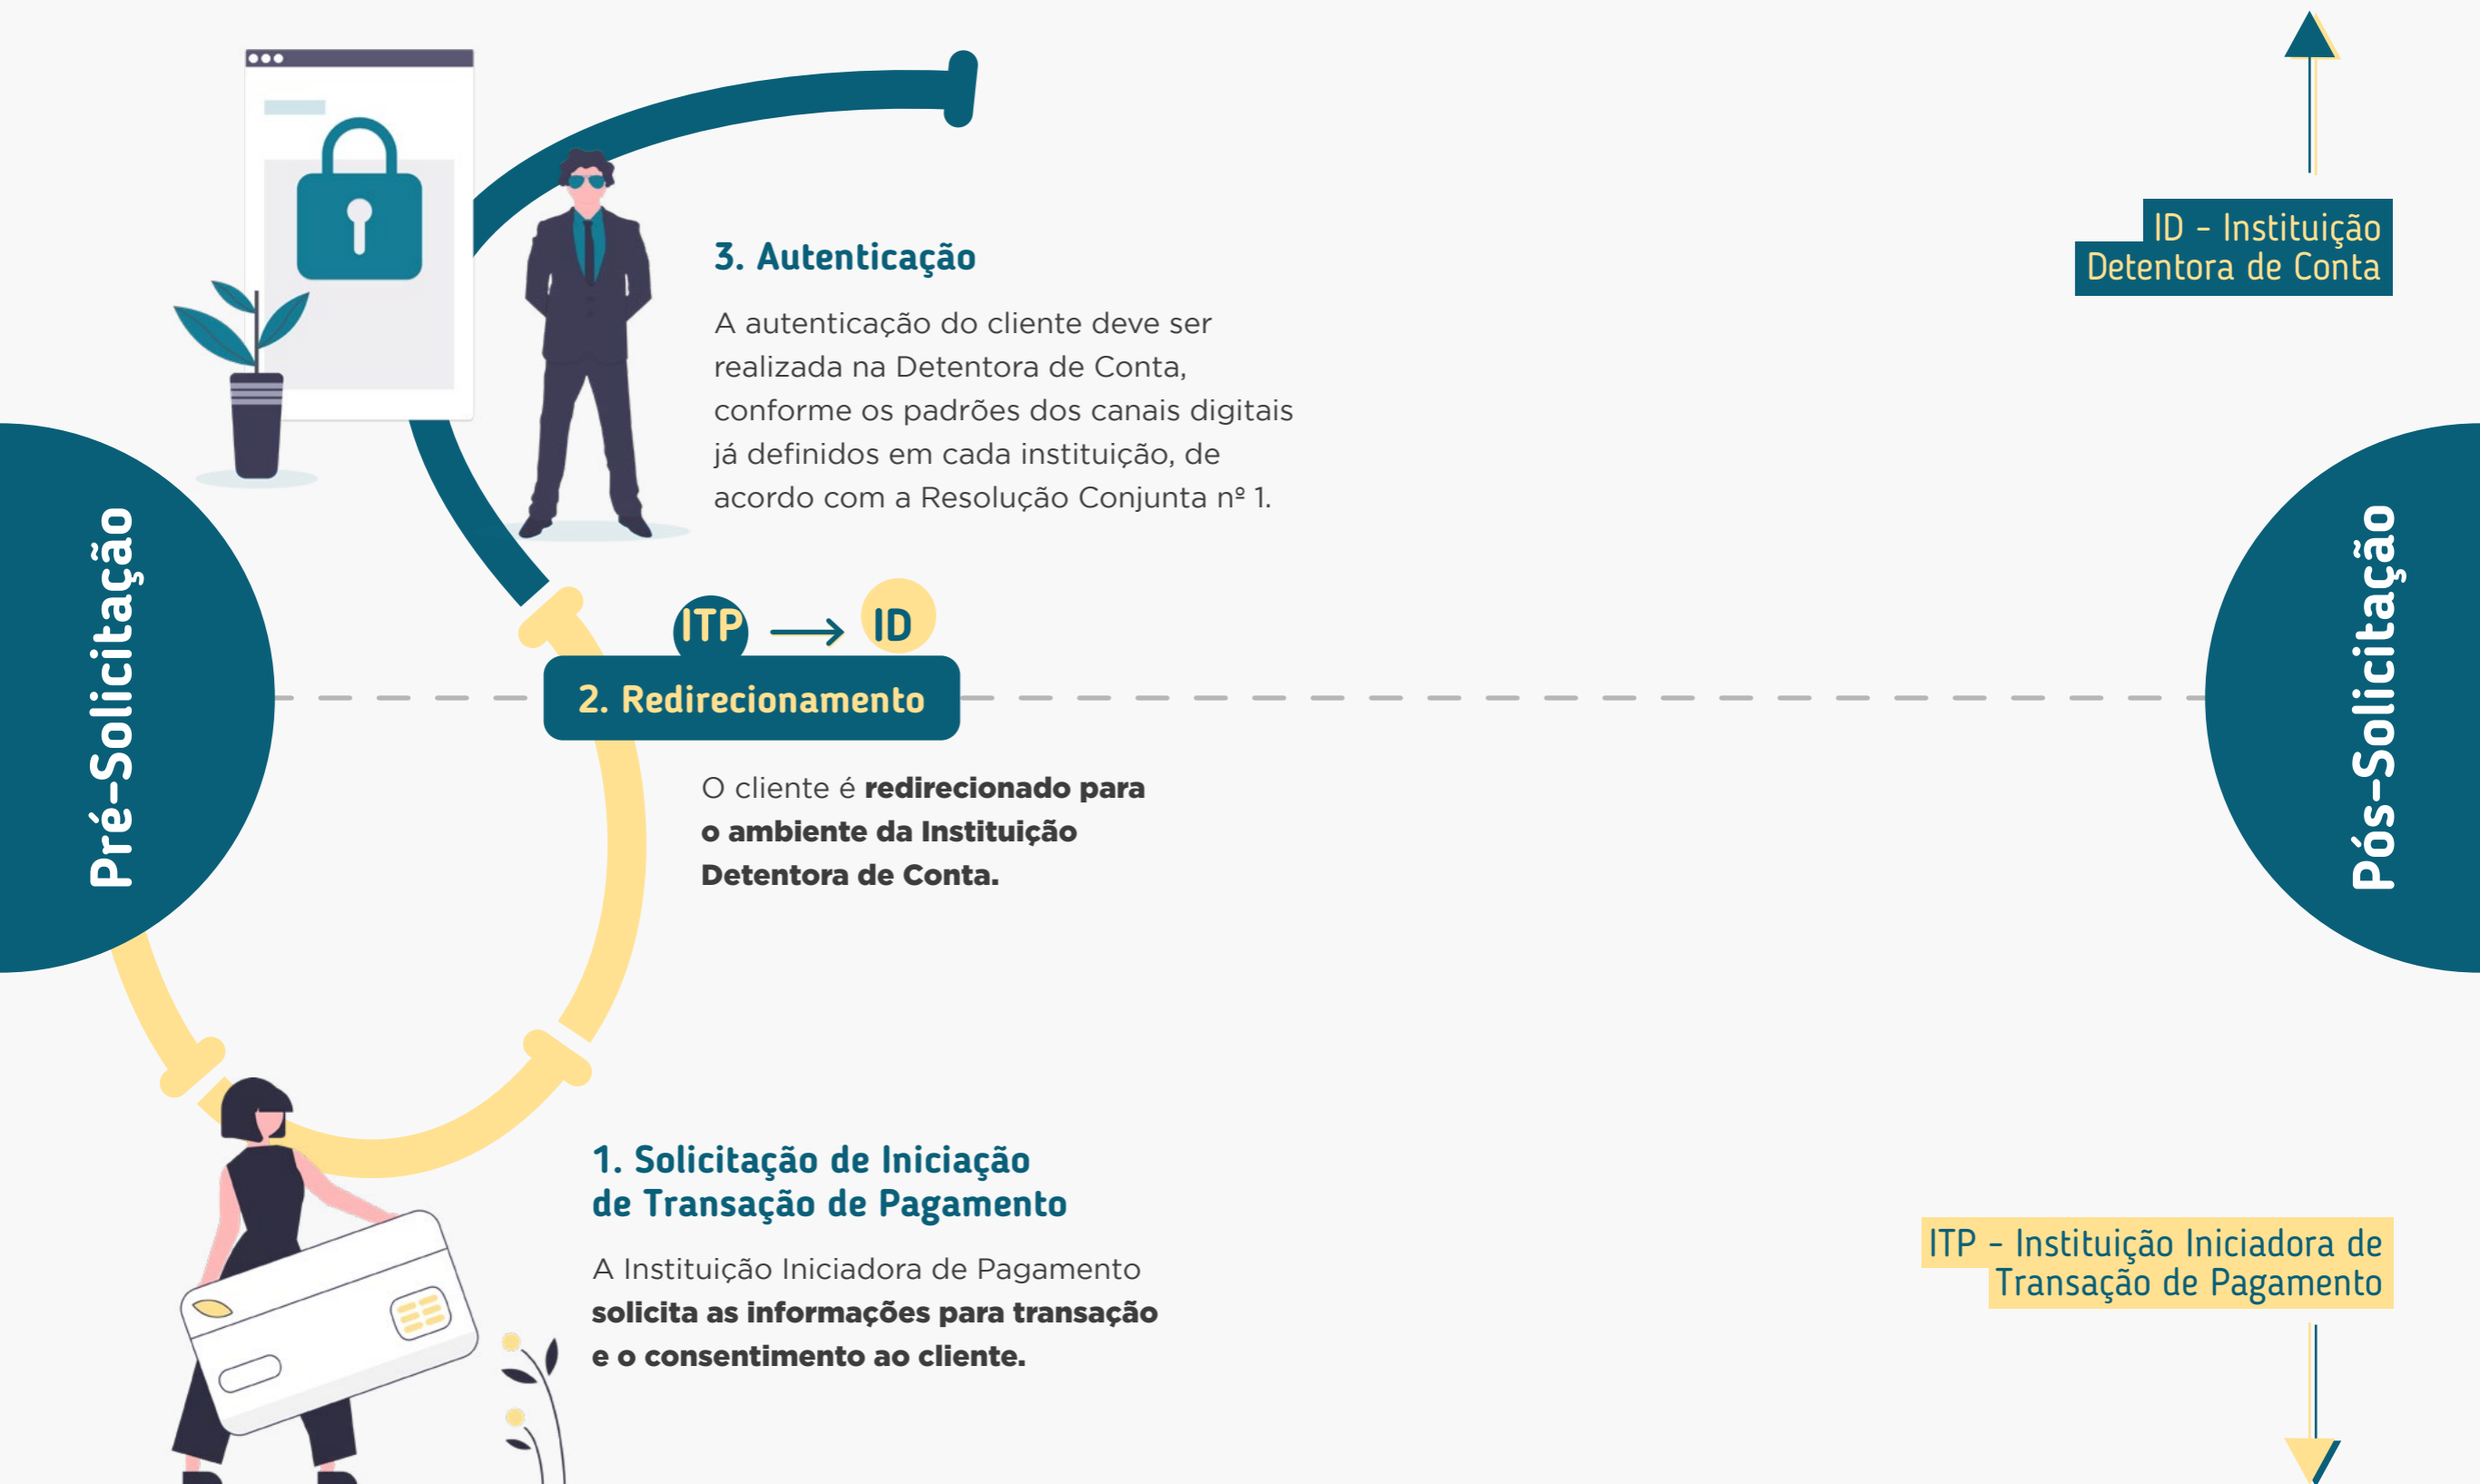 ID - Instituição
Detentora de Conta
3. Autenticação
A autenticação do cliente deve ser
realizada na Detentora de Conta,
conforme os padrões dos canais digitais
já definidos em cada instituição, de
acordo com a Resolução Conjunta nº 1.
Pré-Solicitação
Pós-Solicitação
ITP
ID
2. Redirecionamento
O cliente é redirecionado para
o ambiente da Instituição
Detentora de Conta.
1. Solicitação de Iniciação
de Transação de Pagamento
A Instituição Iniciadora de Pagamento
solicita as informações para transação
e o consentimento ao cliente.
ITP - Instituição Iniciadora de
Transação de Pagamento